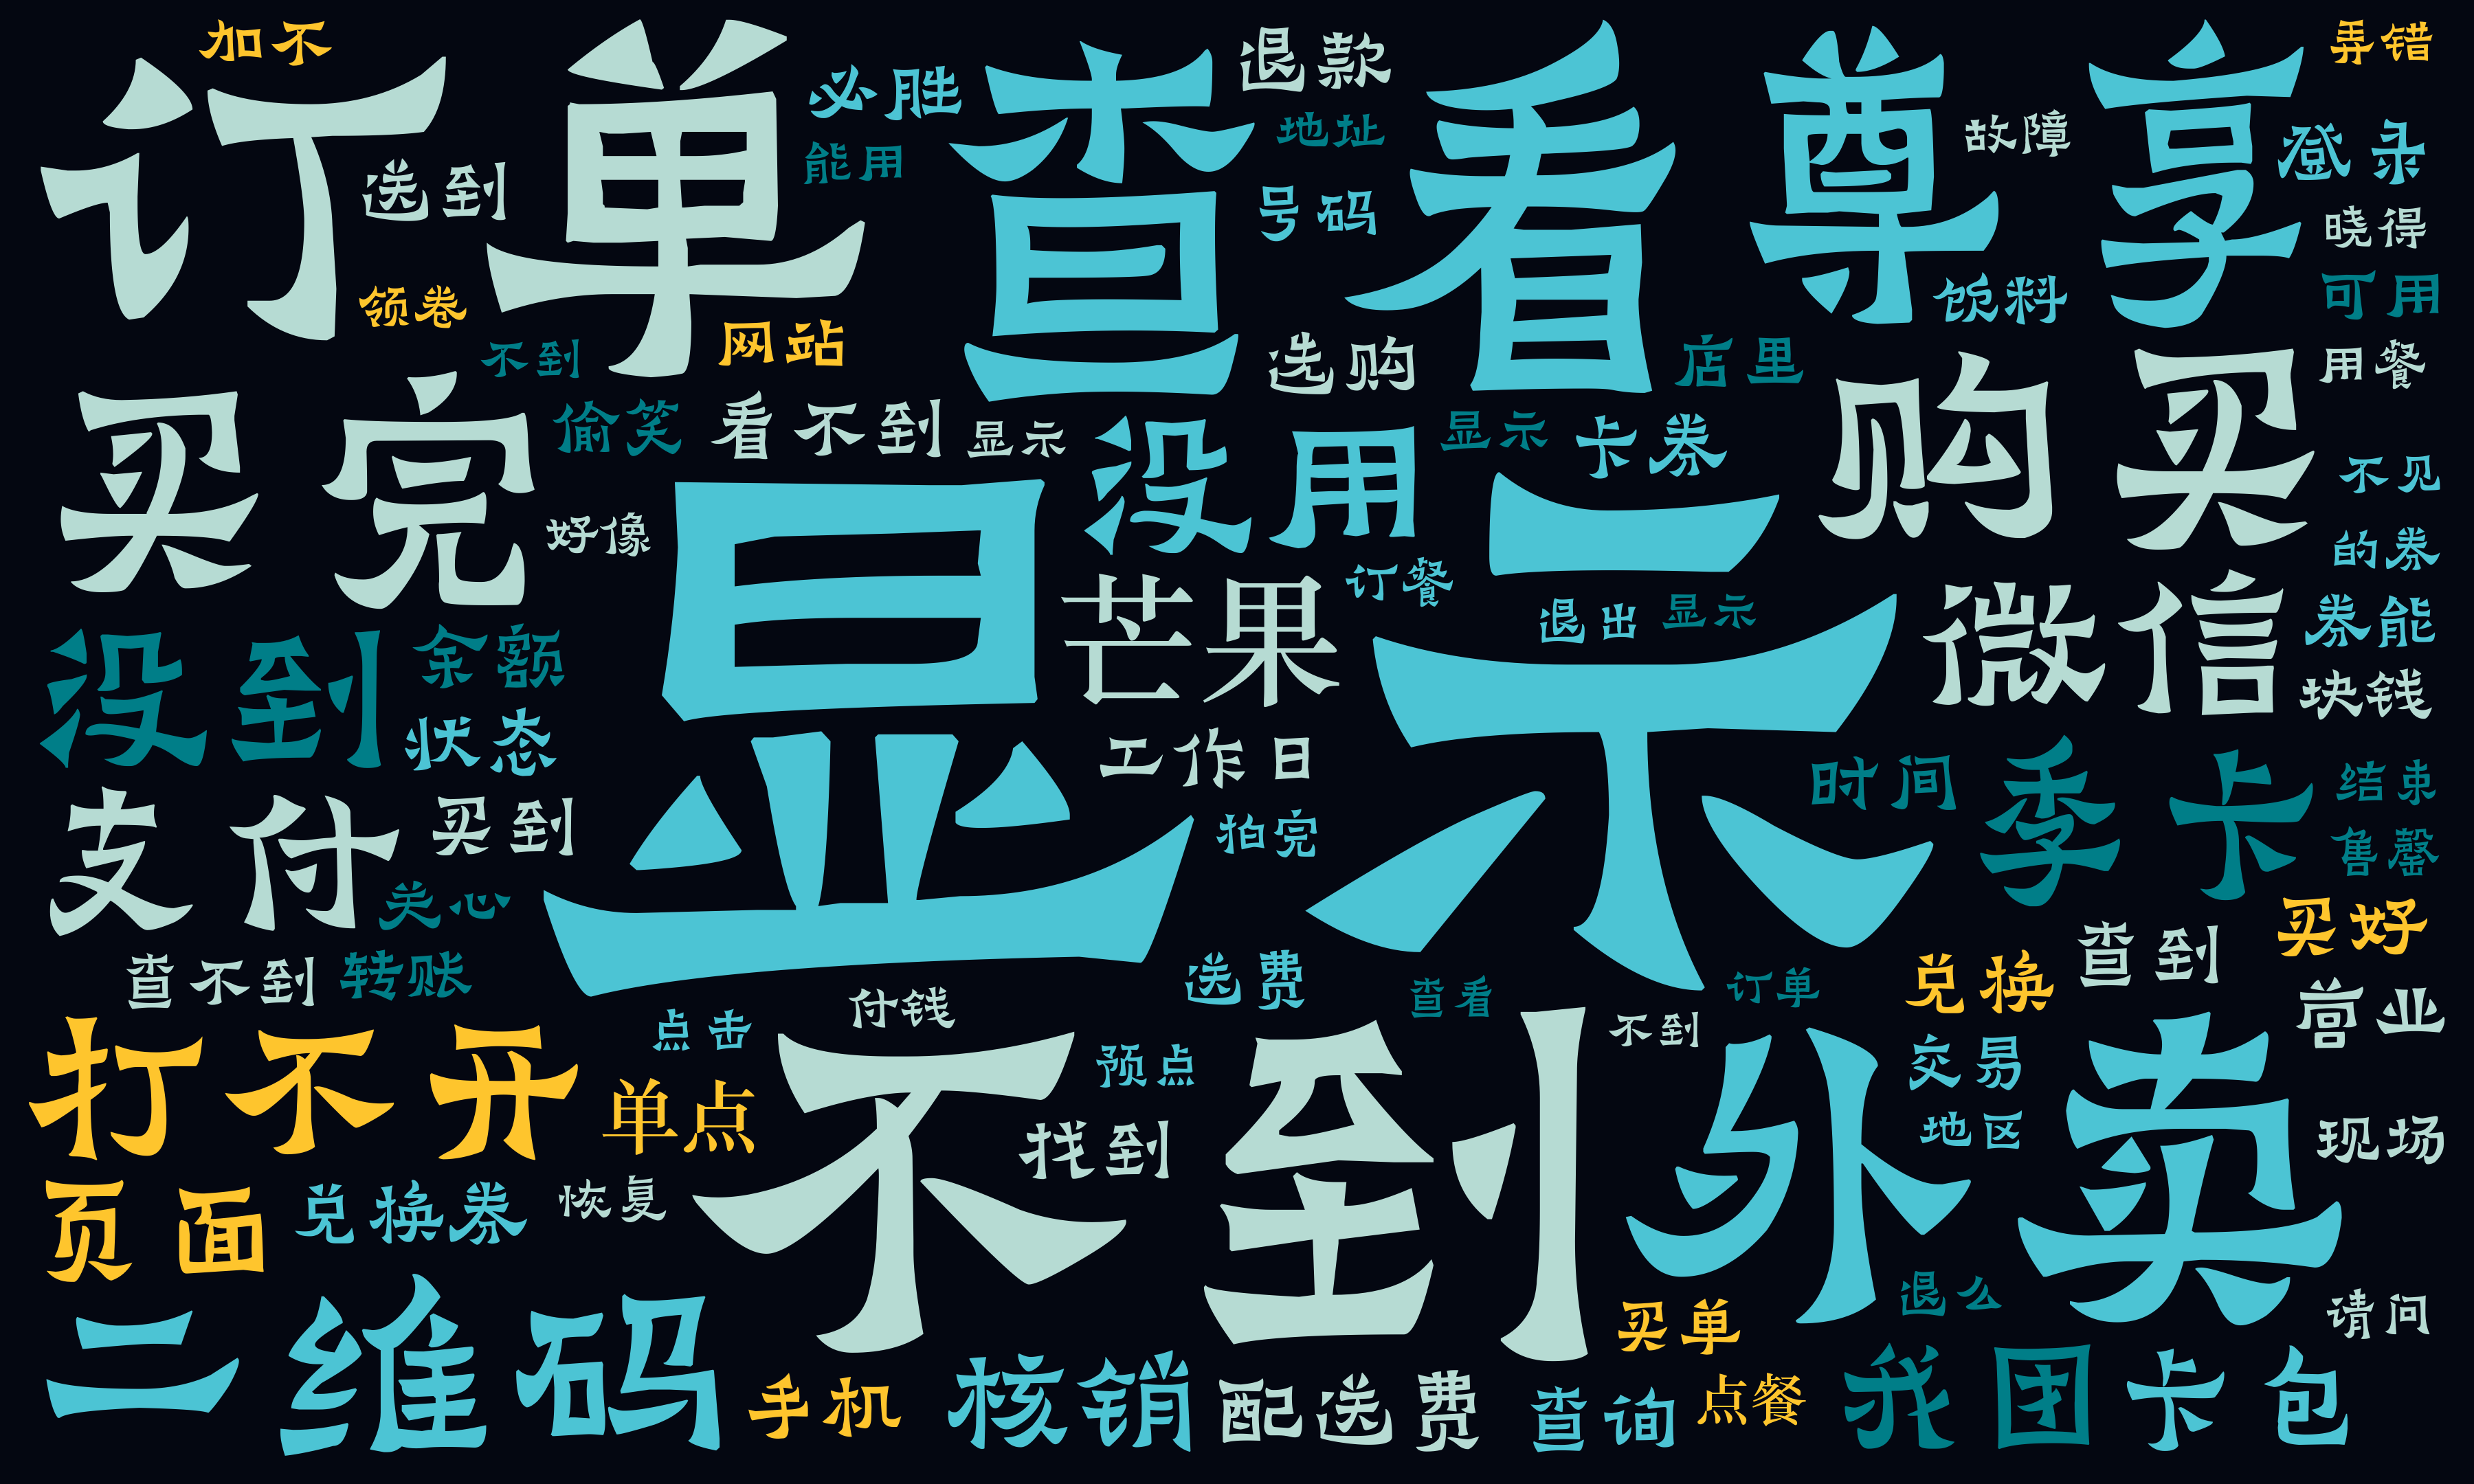 加不
订单
送到
领卷
不到
网站
必胜
能用
查看
退款
地址
号码
选购
尊享
故障
饮料
店里
弄错
登录
晓得
可用
用餐
买完
偷笑
看不到
显示
好像
没用
显示
卡券
购买
不见
的券
显示
芒果
订餐
退出
显示
微信
券能
块钱
没到
余额
状态
工作日
拍完
时间
季卡
结束
售罄
支付
买到
关心
查不到
转账
送费
查看
订单
兑换
查到
买好
营业
打不开
单点
点击
付钱
不到
预点
找到
不到
外卖
交易
地区
现场
页面
兑换券
恢复
退么
请问
二维码
手机
核销
配送费
买单
查询
点餐
我团
卡包